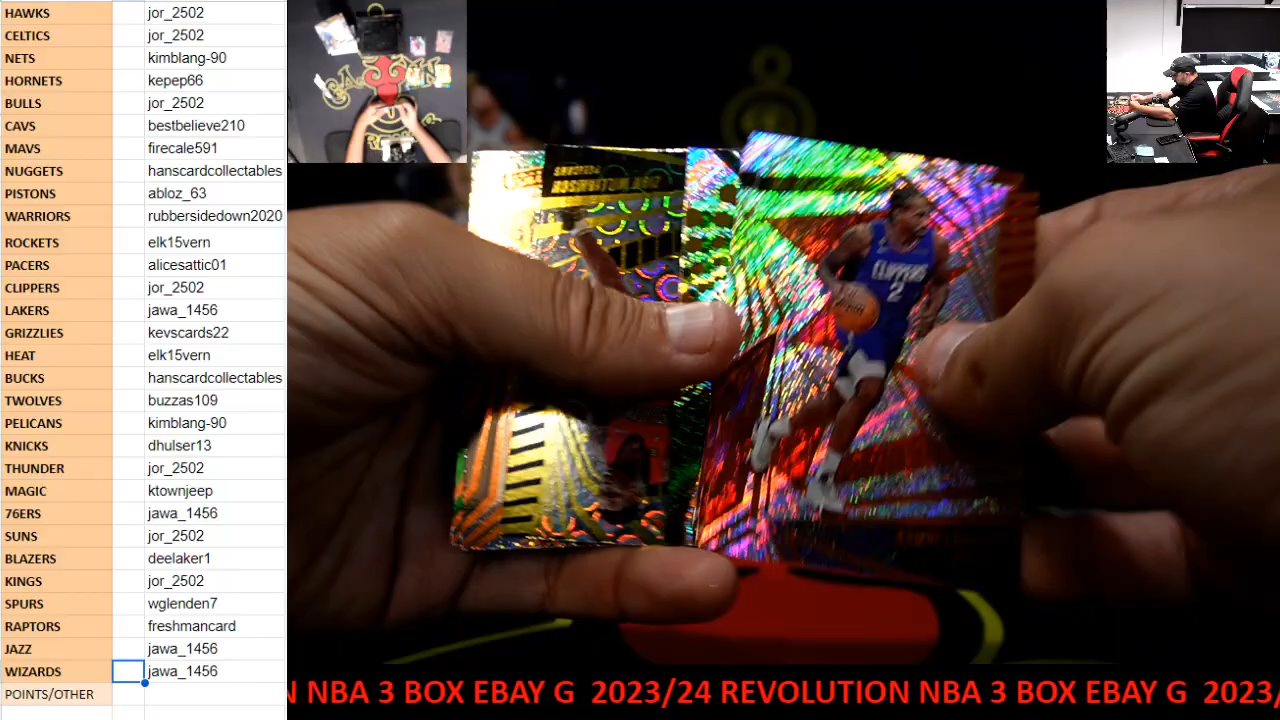 HAWKS jor_2502
CELTICS jor_2502
NETS kimblang-90
HORNETS kepep66
BULLS jor_2502
CAVS bestbelieve210
MAVS firecale591
NUGGETS hanscardcollectables
PISTONS abloz_63
WARRIORS rubbersidedown2020
ROCKETS elk15vern
PACERS alicesattic01
CLIPPERS jor_2502
LAKERS jawa_1456
GRIZZLIES kevscards22
HEAT elk15vern
BUCKS hanscardcollectables
TWOLVES buzzas109
PELICANS kimblang-90
KNICKS dhulser13
THUNDER jor_2502
MAGIC ktownjeep
76ERS jawa_1456
SUNS jor_2502
BLAZERS deelaker1
KINGS jor_2502
SPURS wglenden7
RAPTORS freshmancard
JAZZ jawa_1456
WIZARDS jawa_1456
POINTS/OTHER
CLIPPERS
2
N NBA 3 BOX EBAY G 2023/24 REVOLUTION NBA 3 BOX EBAY G 2023/